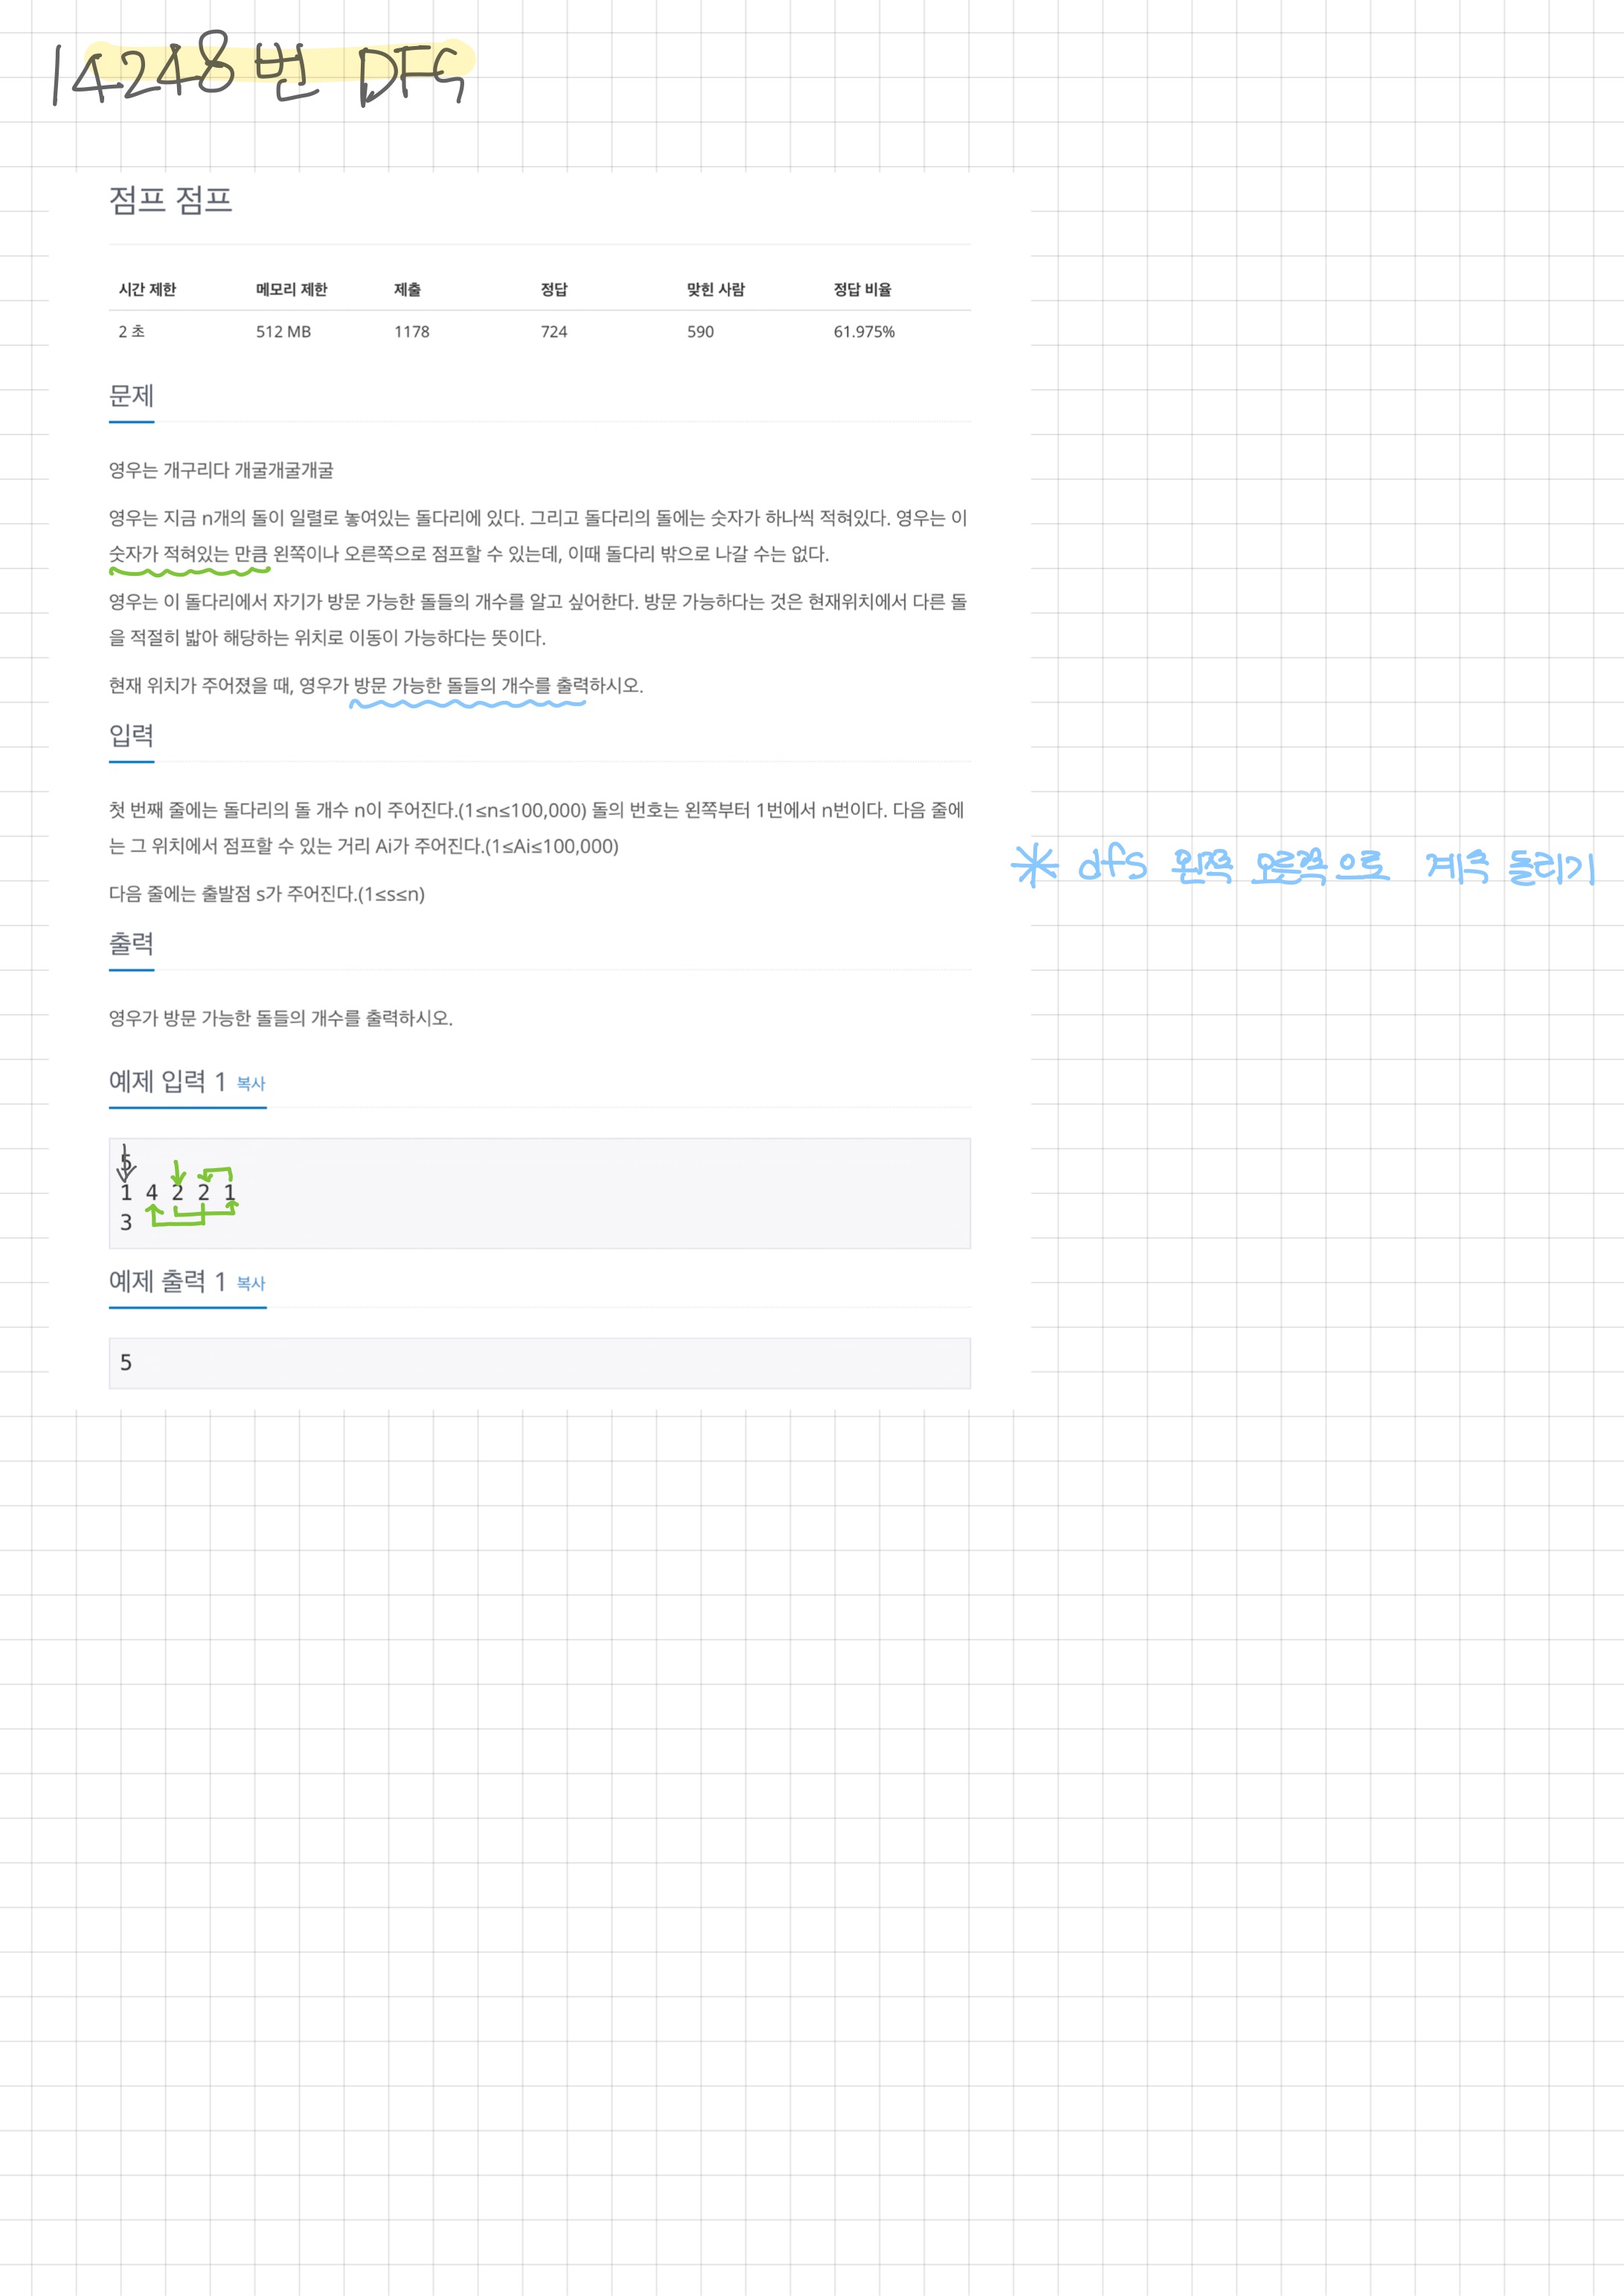 14248번 DFS
점프 점프
시간 제한 메모리 제한 제출 정답 맞힌 사람 정답 비율
2 초 512 MB 1178 724 590 61.975%
문제
영우는 개구리다 개굴개굴개굴
영우는 지금 n개의 돌이 일렬로 놓여있는 돌다리에 있다. 그리고 돌다리의 돌에는 숫자가 하나씩 적혀있다. 영우는 이
숫자가 적혀있는 만큼 왼쪽이나 오른쪽으로 점프할 수 있는데, 이때 돌다리 밖으로 나갈 수는 없다.
영우는 이 돌다리에서 자기가 방문 가능한 돌들의 개수를 알고 싶어한다. 방문 가능하다는 것은 현재위치에서 다른 돌
을 적절히 밟아 해당하는 위치로 이동이 가능하다는 뜻이다.
현재 위치가 주어졌을 때, 영우가 방문 가능한 돌들의 개수를 출력하시오.
입력
첫 번째 줄에는 돌다리의 돌 개수 n이 주어진다.(1≤n≤100,000) 돌의 번호는 왼쪽부터 1번에서 n번이다. 다음 줄에
는 그 위치에서 점프할 수 있는 거리 Ai가 주어진다.(1≤Ai≤100,000)
* dfs 왼쪽 오른쪽으로 계속 돌리기
다음 줄에는 출발점 s가 주어진다.(1≤s≤n)
출력
영우가 방문 가능한 돌들의 개수를 출력하시오.
예제 입력 1 복사
5
1 4 2 2 1
3
예제 출력 1 복사
5